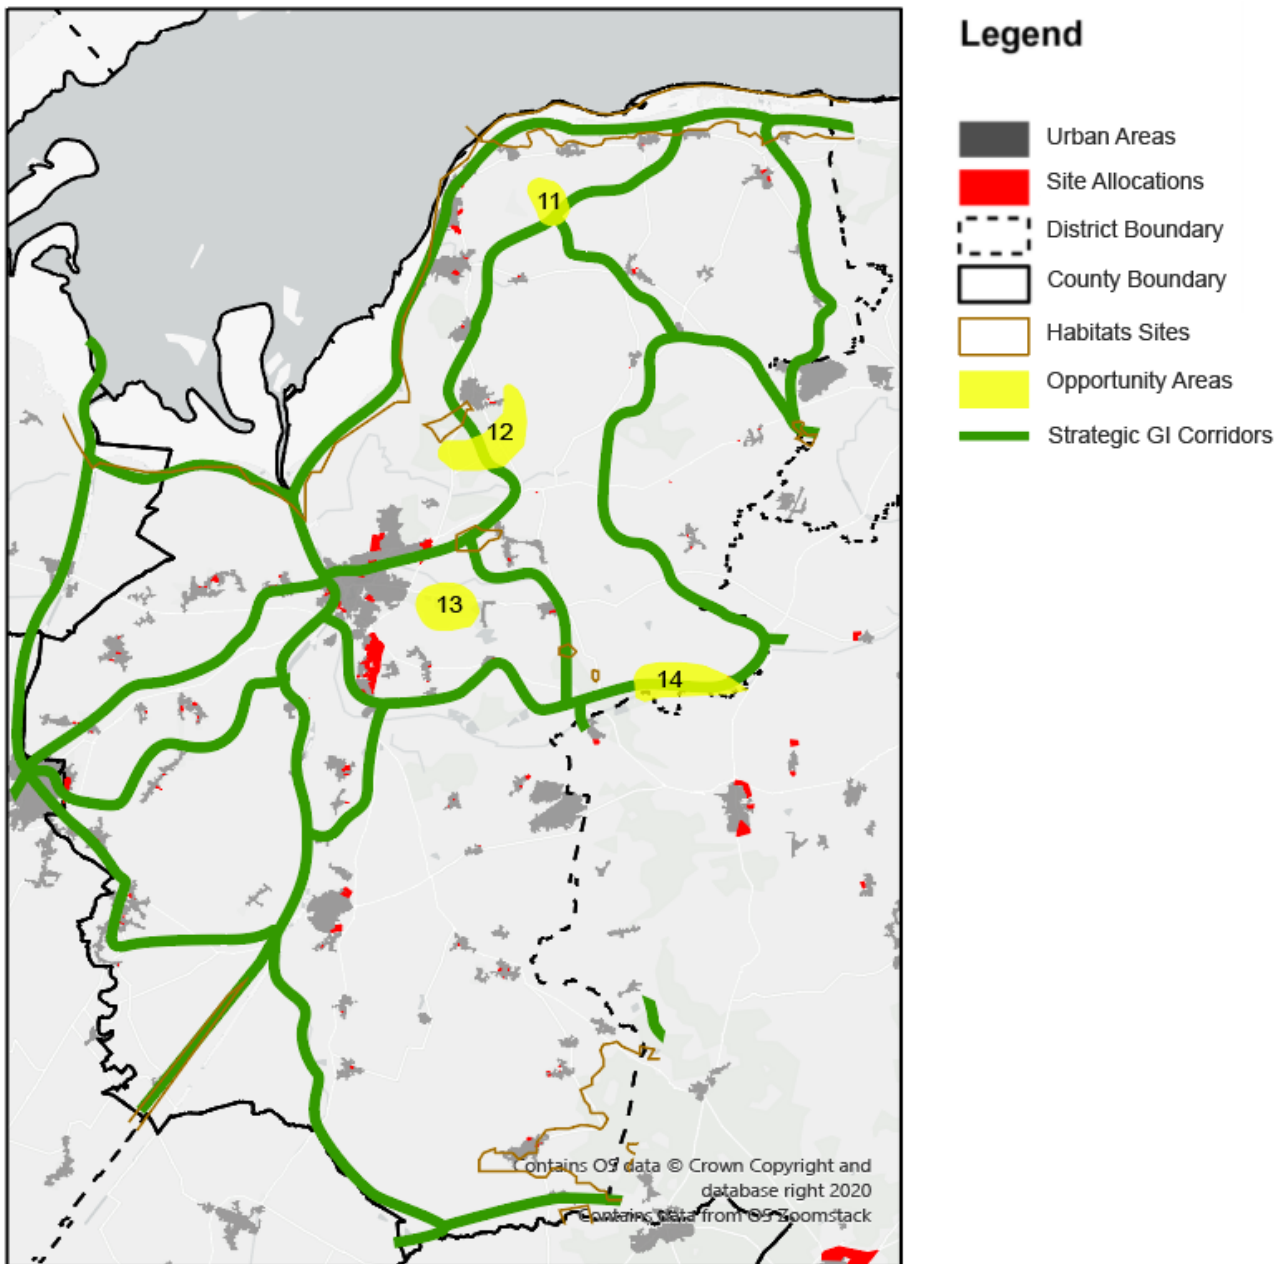 Legend
Urban Areas
Site Allocations
District Boundary
County Boundary
Habitats Sites
Opportunity Areas
Strategic GI Corridors
11
12
13
14
Contains OS data © Crown Copyright and
database right 2020
Contains data from OS Zoomstack